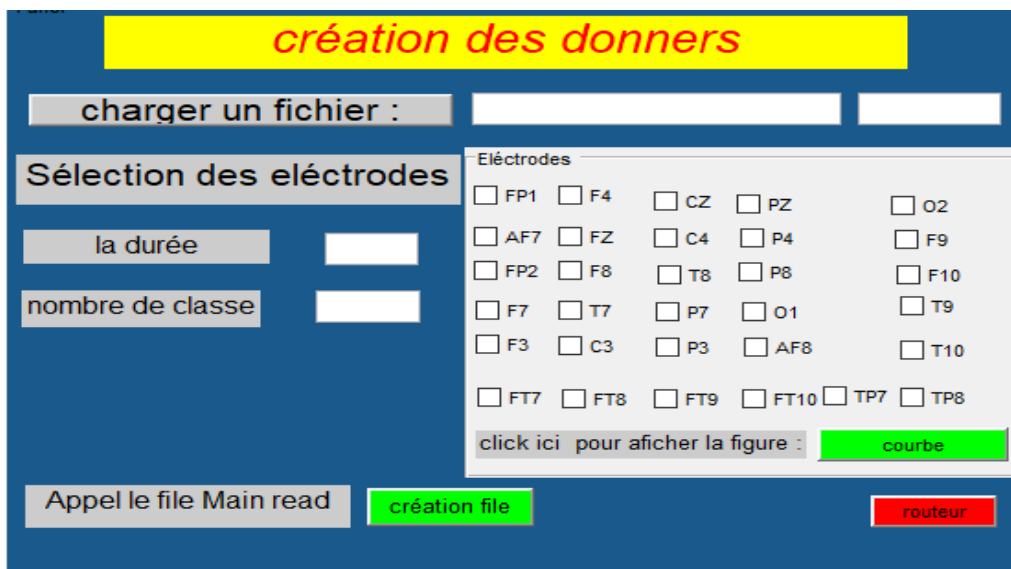 création des donners
charger un fichier :
Sélection des eléctrodes
la durée
nombre de classe
Eléctrodes
FP1 F4 CZ PZ O2
AF7 FZ C4 P4 F9
FP2 F8 T8 P8 F10
F7 T7 P7 O1 T9
F3 C3 P3 AF8 T10
FT7 FT8 FT9 FT10 TP7 TP8
click ici pour aficher la figure : courbe
Appel le file Main read création file routeur